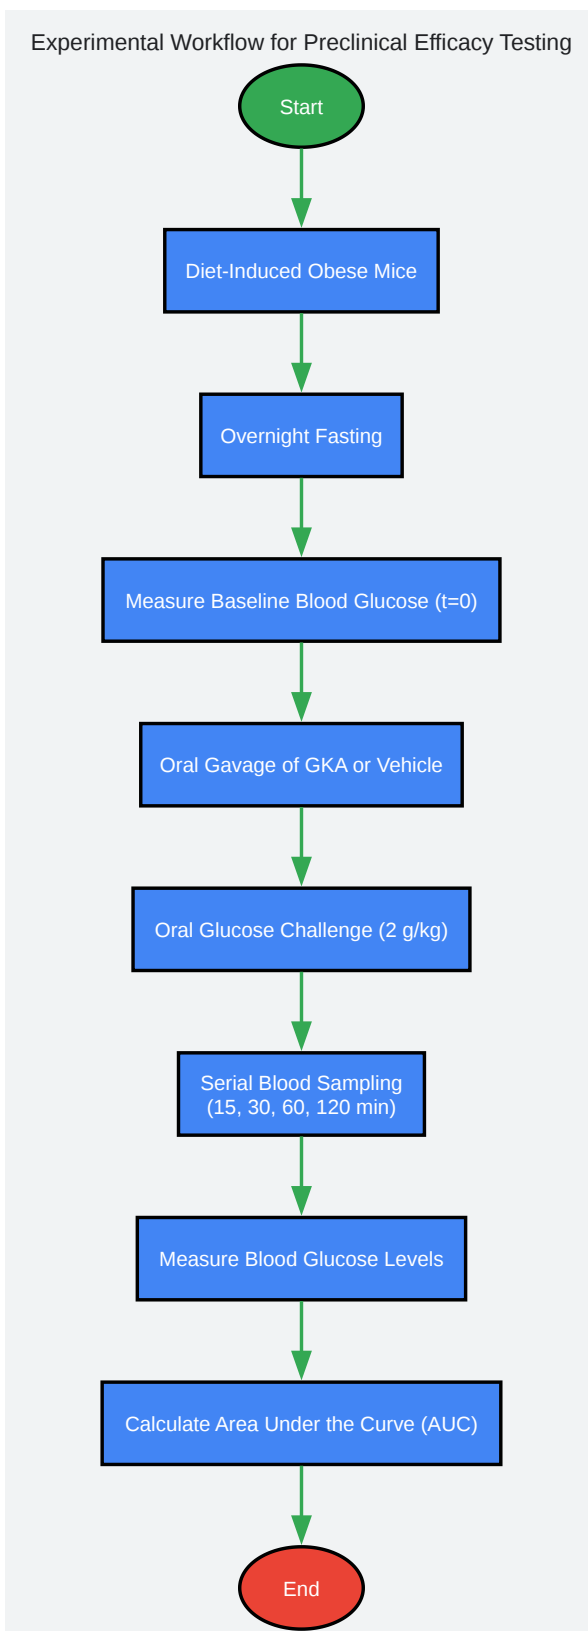 Experimental Workflow for Preclinical Efficacy Testing
Start
Diet-Induced Obese Mice
Overnight Fasting
Measure Baseline Blood Glucose (t=0)
Oral Gavage of GKA or Vehicle
Oral Glucose Challenge (2 g/kg)
Serial Blood Sampling
(15, 30, 60, 120 min)
Measure Blood Glucose Levels
Calculate Area Under the Curve (AUC)
End